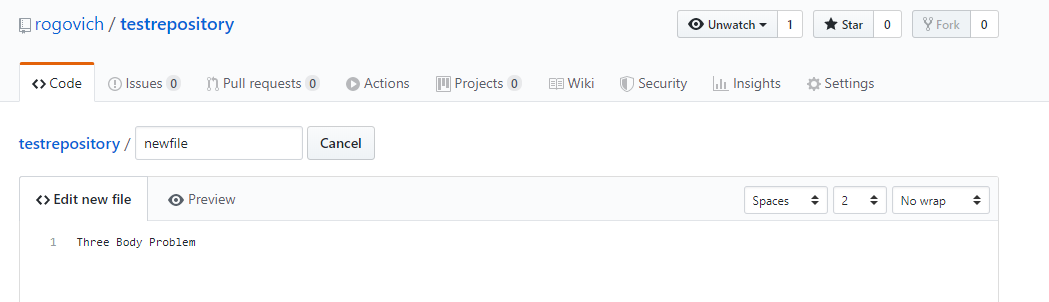 rogovich / testrepository Unwatch 1 Star 0 Fork 0
Code Issues 0 Pull requests 0 Actions Projects 0 Wiki Security Insights Settings
testrepository / newfile Cancel
<> Edit new file Preview Spaces 2 No wrap
1 Three Body Problem